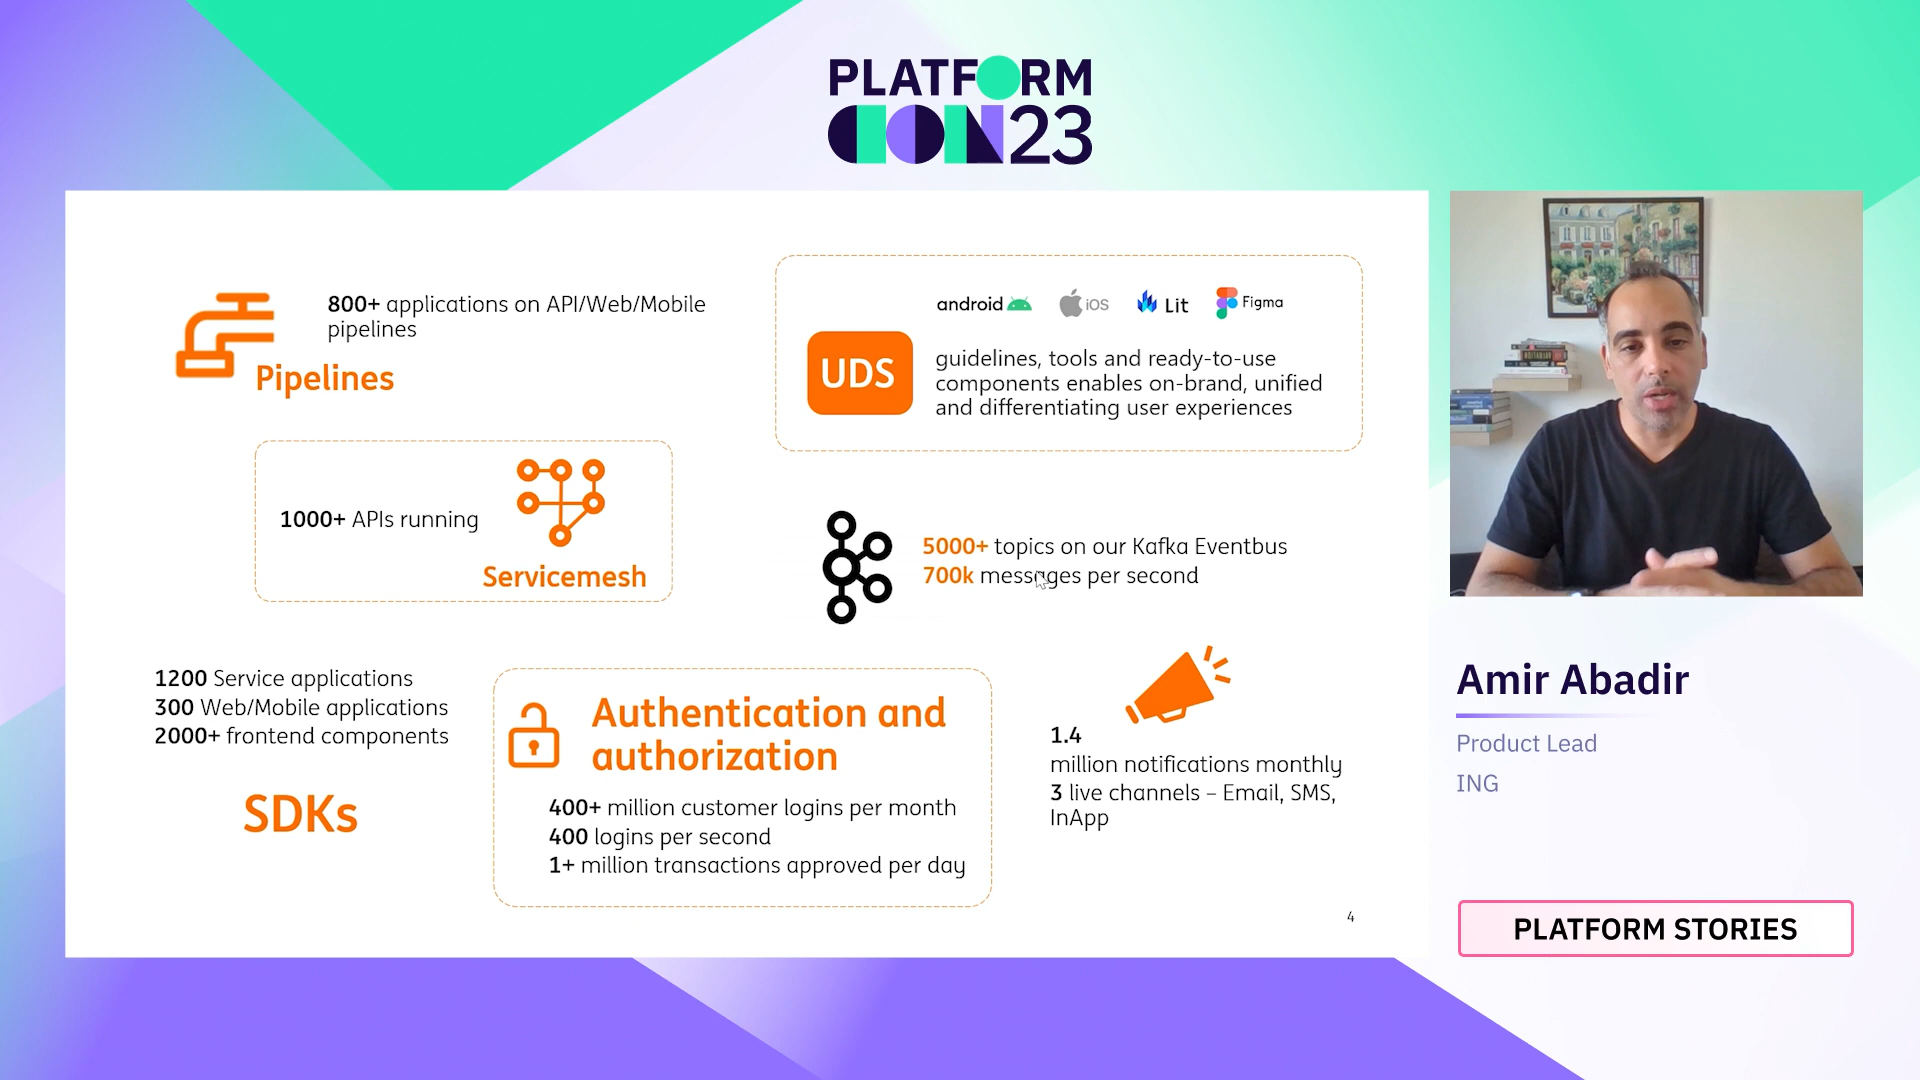 PLATFORM
CON23
800+ applications on API/Web/Mobile
pipelines
Pipelines
android
iOS
Lit
Figma
UDS
guidelines, tools and ready-to-use
components enables on-brand, unified
and differentiating user experiences
1000+ APIs running
Servicemesh
5000+ topics on our Kafka Eventbus
700k messages per second
1200 Service applications
300 Web/Mobile applications
2000+ frontend components
SDKs
Authentication and
authorization
400+ million customer logins per month
400 logins per second
1+ million transactions approved per day
1.4
million notifications monthly
3 live channels – Email, SMS,
InApp
4
Amir Abadir
Product Lead
ING
PLATFORM STORIES